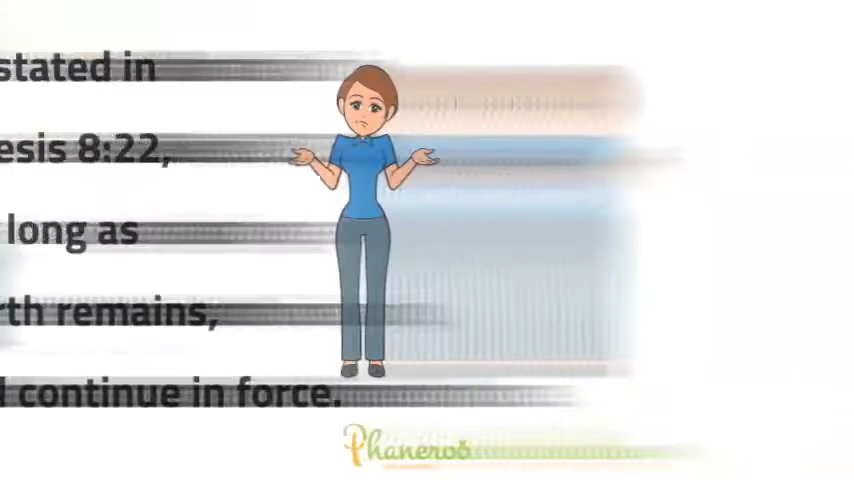 stated in
esis 8:22,
long as
rth remains,
continue in force.
Phaneroo